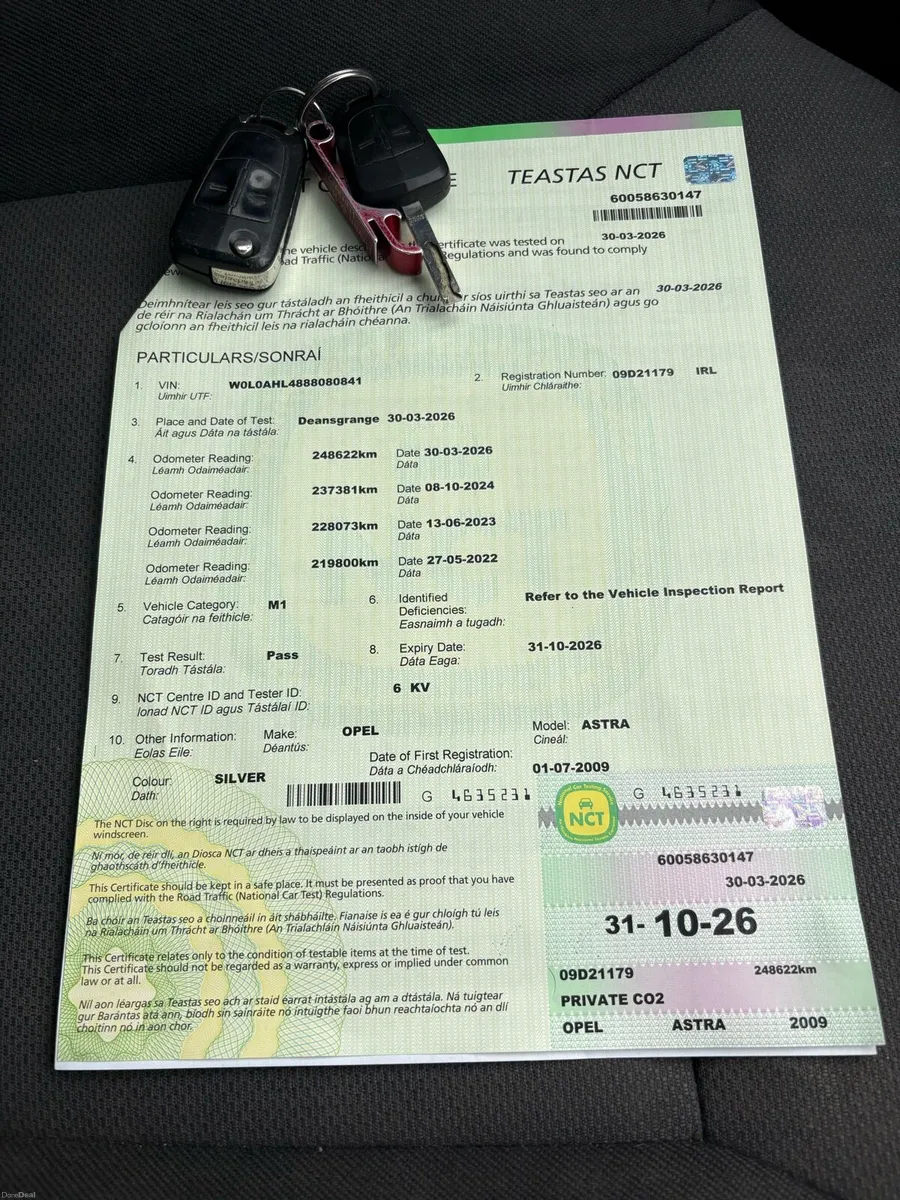 E TEASTAS NCT
60058630147
he vehicle ertificate was tested on 30-03-2026
ad Traffic Regulations and was found to comply
Deimhnítear leis seo gur tástáladh an fheithicil a síos uirthi sa Teastas seo ar an 30-03-2026
de réir na Rialachán um Thrácht ar Bhóithre (An Trialacháin Náisiúnta Ghluaisteán) agus go
gcloíonn an fheithicil leis na rialacháin chéanna.
PARTICULARS/SONRAÍ
1. VIN: W0L0AHL4888080841 2. Registration Number: 09D21179 IRL
Uimhir UTF: Uimhir Chláraithe:
3. Place and Date of Test: Deansgrange 30-03-2026
Áit agus Dáta na tástála:
4. Odometer Reading: 248622km Date 30-03-2026
Léamh Odaiméadair: Dáta
Odometer Reading: 237381km Date 08-10-2024
Léamh Odaiméadair: Dáta
Odometer Reading: 228073km Date 13-06-2023
Léamh Odaiméadair: Dáta
Odometer Reading: 219800km Date 27-05-2022
Léamh Odaiméadair: Dáta
5. Vehicle Category: M1 6. Identified Refer to the Vehicle Inspection Report
Catagóir na feithicle: Deficiencies:
Easnaimh a tugadh:
7. Test Result: Pass 8. Expiry Date: 31-10-2026
Toradh Tástála: Dáta Eaga:
9. NCT Centre ID and Tester ID: 6 KV
Ionad NCT ID agus Tástálaí ID:
10. Other Information: Make: OPEL Model: ASTRA
Eolas Eile: Déantús: Cineál:
Date of First Registration: 01-07-2009
Dáta a Chéadchláraíodh:
Colour: SILVER
Dath:
G 4635231 G 4635231
The NCT Disc on the right is required by law to be displayed on the inside of your vehicle
windscreen.
Ní mór, de réir dlí, an Diosca NCT ar dheis a thaispeáint ar an taobh istigh de
ghaothscáth d'fheithicle.
This Certificate should be kept in a safe place. It must be presented as proof that you have
complied with the Road Traffic (National Car Test) Regulations.
Ba chóir an Teastas seo a choinneáil in áit shábháilte. Fianaise is ea é gur chloígh tú leis
na Rialacháin um Thrácht ar Bhóithre (An Trialacháin Náisiúnta Ghluaisteán).
This Certificate relates only to the condition of testable items at the time of test.
This Certificate should not be regarded as a warranty, express or implied under common
law or at all.
Níl aon léargas sa Teastas seo ach ar staid earraí intástála ag am a dtástála. Ná tuigtear
gur Barántas atá ann, bíodh sin sainráite nó intuigthe faoi bhun reachtaíochta nó an dlí
choitinn nó in aon chor.
NCT
60058630147
30-03-2026
31- 10-26
09D21179 248622km
PRIVATE CO2
OPEL ASTRA 2009
DoneDeal